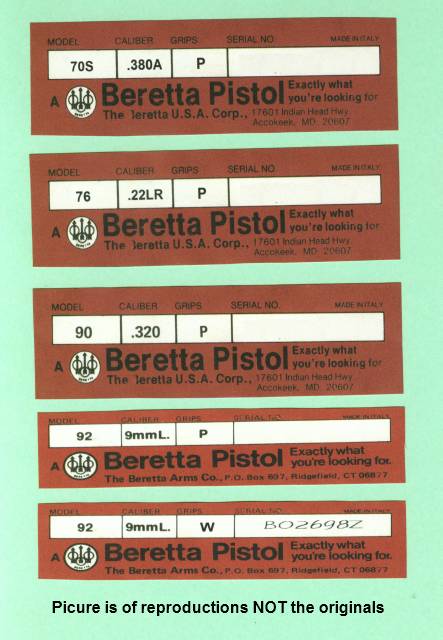 MODEL CALIBER GRIPS SERIAL NO. MADE IN ITALY
70S .380A P
A Beretta Pistol Exactly what
you're looking for
The Beretta U.S.A. Corp., 17601 Indian Head Hwy
Accokeek, MD 20607
MODEL CALIBER GRIPS SERIAL NO. MADE IN ITALY
76 .22LR P
A Beretta Pistol Exactly what
you're looking for
The Beretta U.S.A. Corp., 17601 Indian Head Hwy
Accokeek, MD. 20607
MODEL CALIBER GRIPS SERIAL NO. MADE IN ITALY
90 .320 P
A Beretta Pistol Exactly what
you're looking for
The Beretta U.S.A. Corp., 17601 Indian Head Hwy
Accokeek, MD. 20607
MODEL CALIBER GRIPS SERIAL NO. MADE IN ITALY
92 9mmL. P
A Beretta Pistol Exactly what
you're looking for.
The Beretta Arms Co., P.O. Box 697, Ridgefield, CT 06877
MODEL CALIBER GRIPS SERIAL NO. MADE IN ITALY
92 9mmL. W BO2698Z
A Beretta Pistol Exactly what
you're looking for.
The Beretta Arms Co., P.O. Box 697, Ridgefield, CT 06877
Picure is of reproductions NOT the originals